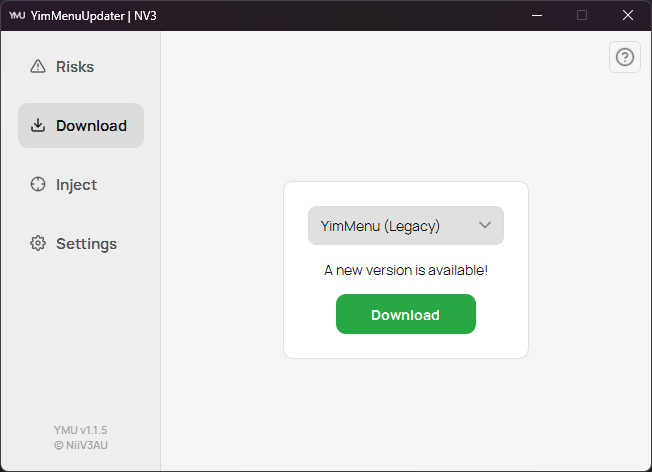 YMU YimMenuUpdater | NV3
Risks
Download
Inject
Settings
YimMenu (Legacy)
A new version is available!
Download
YMU v1.1.5
© NiiV3AU